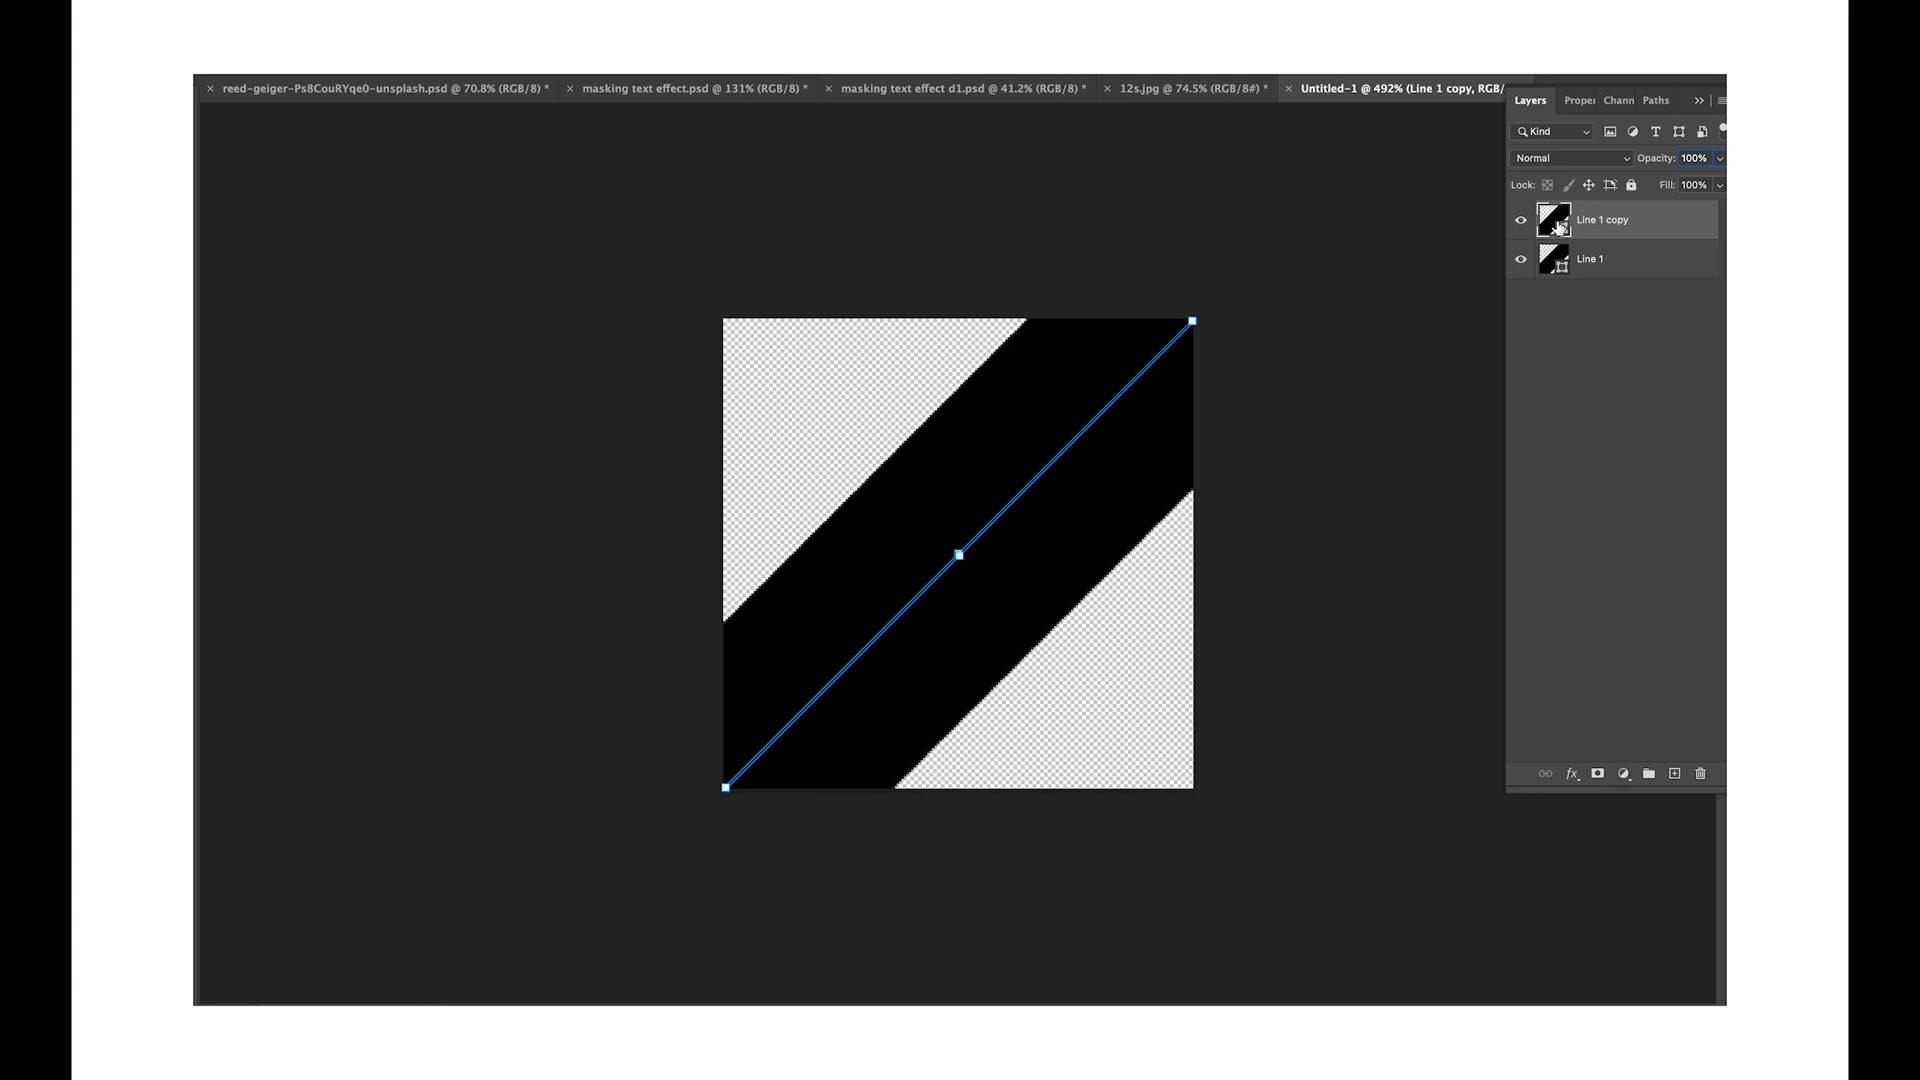 × reed-geiger-Ps8CouRYqe0-unsplash.psd @ 70.8% (RGB/8) * × masking text effect.psd @ 131% (RGB/8) * × masking text effect d1.psd @ 41.2% (RGB/8) * × 12s.jpg @ 74.5% (RGB/8#) * × Untitled-1 @ 492% (Line 1 copy, RGB/
Layers Proper Chann Paths
Kind
Normal Opacity: 100%
Lock: Fill: 100%
Line 1 copy
Line 1
fx